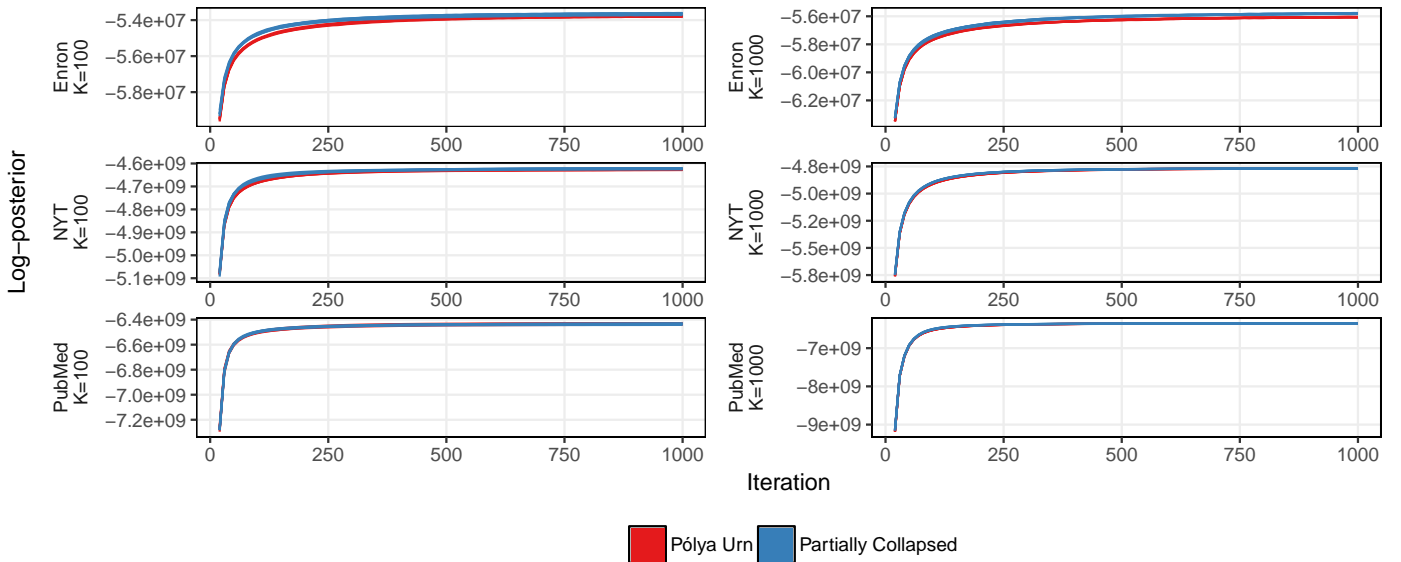 Log−posterior
Enron
K=100
−5.4e+07
−5.6e+07
−5.8e+07
0 250 500 750 1000
Enron
K=1000
−5.6e+07
−5.8e+07
−6.0e+07
−6.2e+07
0 250 500 750 1000
NYT
K=100
−4.6e+09
−4.7e+09
−4.8e+09
−4.9e+09
−5.0e+09
−5.1e+09
0 250 500 750 1000
NYT
K=1000
−4.8e+09
−5.0e+09
−5.2e+09
−5.5e+09
−5.8e+09
0 250 500 750 1000
PubMed
K=100
−6.4e+09
−6.6e+09
−6.8e+09
−7.0e+09
−7.2e+09
0 250 500 750 1000
PubMed
K=1000
−7e+09
−8e+09
−9e+09
0 250 500 750 1000
Iteration
Pólya Urn Partially Collapsed